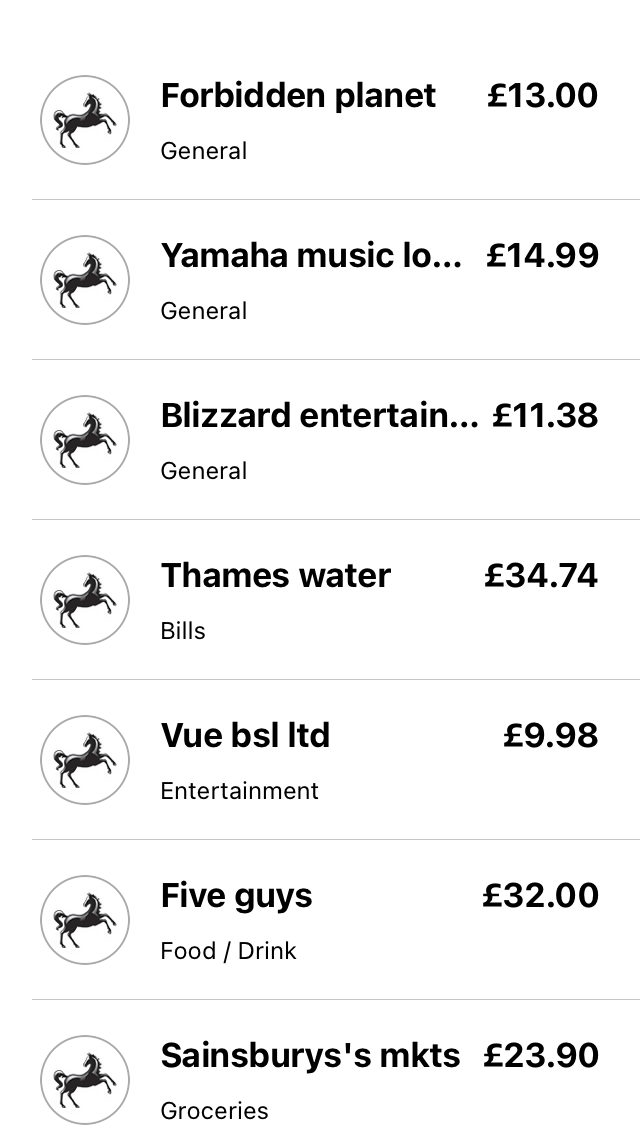 Forbidden planet £13.00
General
Yamaha music lo... £14.99
General
Blizzard entertain... £11.38
General
Thames water £34.74
Bills
Vue bsl ltd £9.98
Entertainment
Five guys £32.00
Food / Drink
Sainsburys's mkts £23.90
Groceries